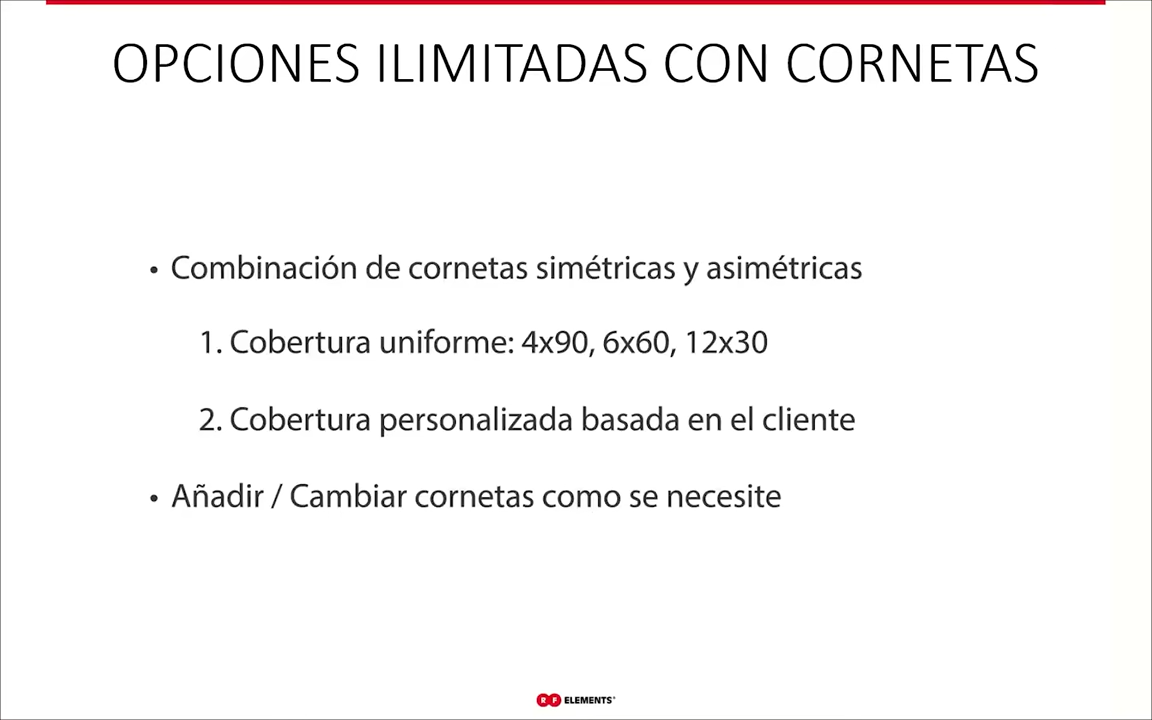 OPCIONES ILIMITADAS CON CORNETAS
• Combinación de cornetas simétricas y asimétricas
1. Cobertura uniforme: 4x90, 6x60, 12x30
2. Cobertura personalizada basada en el cliente
• Añadir / Cambiar cornetas como se necesite
RF ELEMENTS